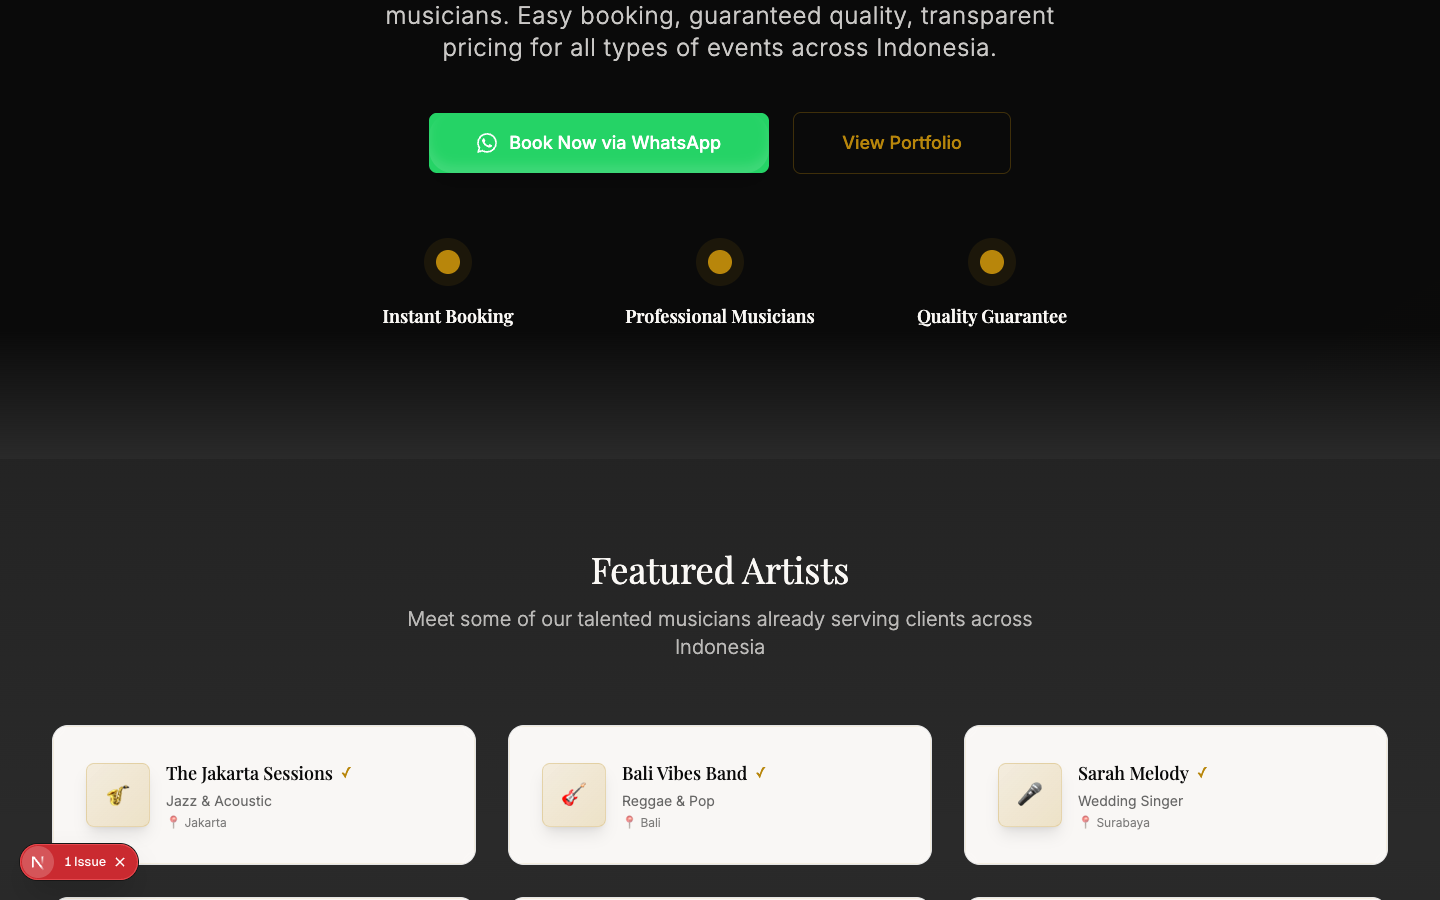 musicians. Easy booking, guaranteed quality, transparent
pricing for all types of events across Indonesia.
Book Now via WhatsApp
View Portfolio
Instant Booking
Professional Musicians
Quality Guarantee
Featured Artists
Meet some of our talented musicians already serving clients across
Indonesia
The Jakarta Sessions ✓
Jazz & Acoustic
📍 Jakarta
Bali Vibes Band ✓
Reggae & Pop
📍 Bali
Sarah Melody ✓
Wedding Singer
📍 Surabaya
N 1 Issue ×